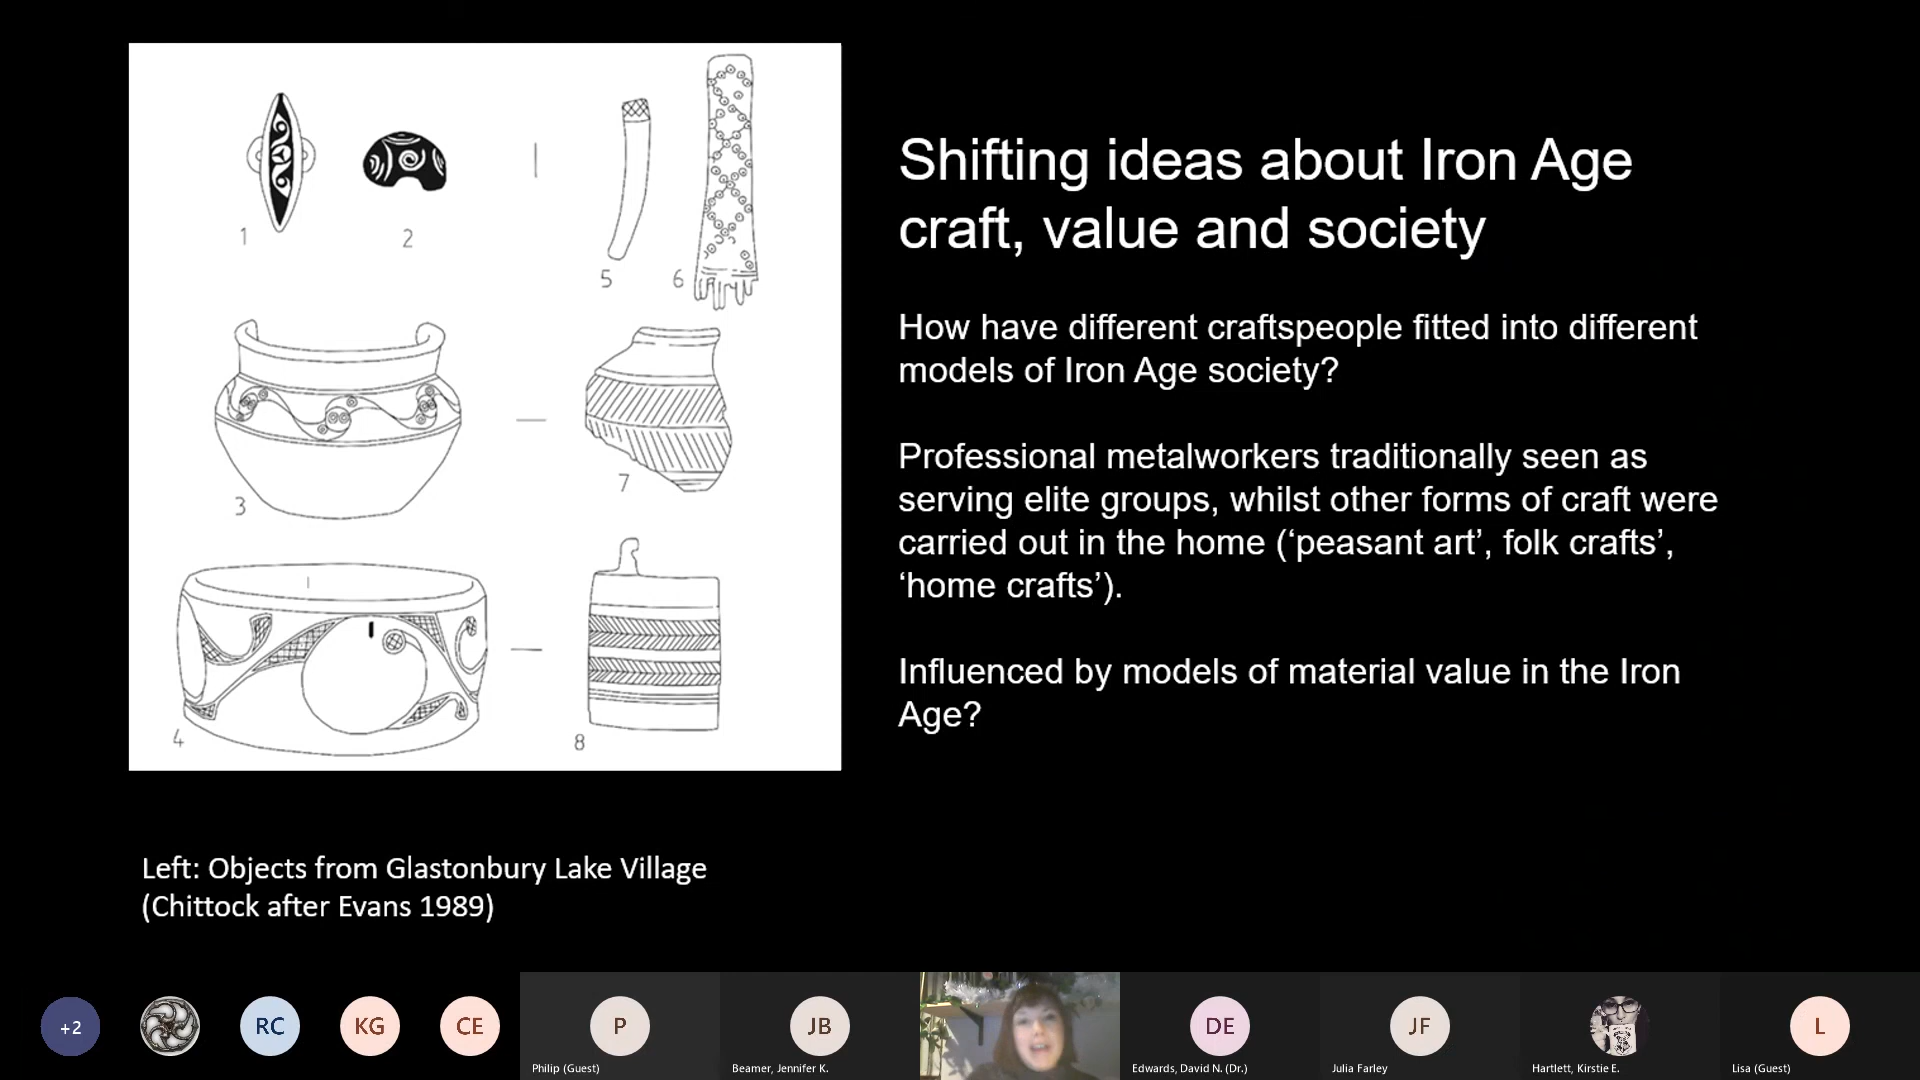 1
2
5
6
3
7
4
8
Shifting ideas about Iron Age
craft, value and society
How have different craftspeople fitted into different
models of Iron Age society?
Professional metalworkers traditionally seen as
serving elite groups, whilst other forms of craft were
carried out in the home (‘peasant art’, folk crafts’,
‘home crafts’).
Influenced by models of material value in the Iron
Age?
Left: Objects from Glastonbury Lake Village
(Chittock after Evans 1989)
+2
RC
KG
CE
P
JB
DE
JF
L
Philip (Guest)
Beamer, Jennifer K.
Edwards, David N. (Dr.)
Julia Farley
Hartlett, Kirstie E.
Lisa (Guest)